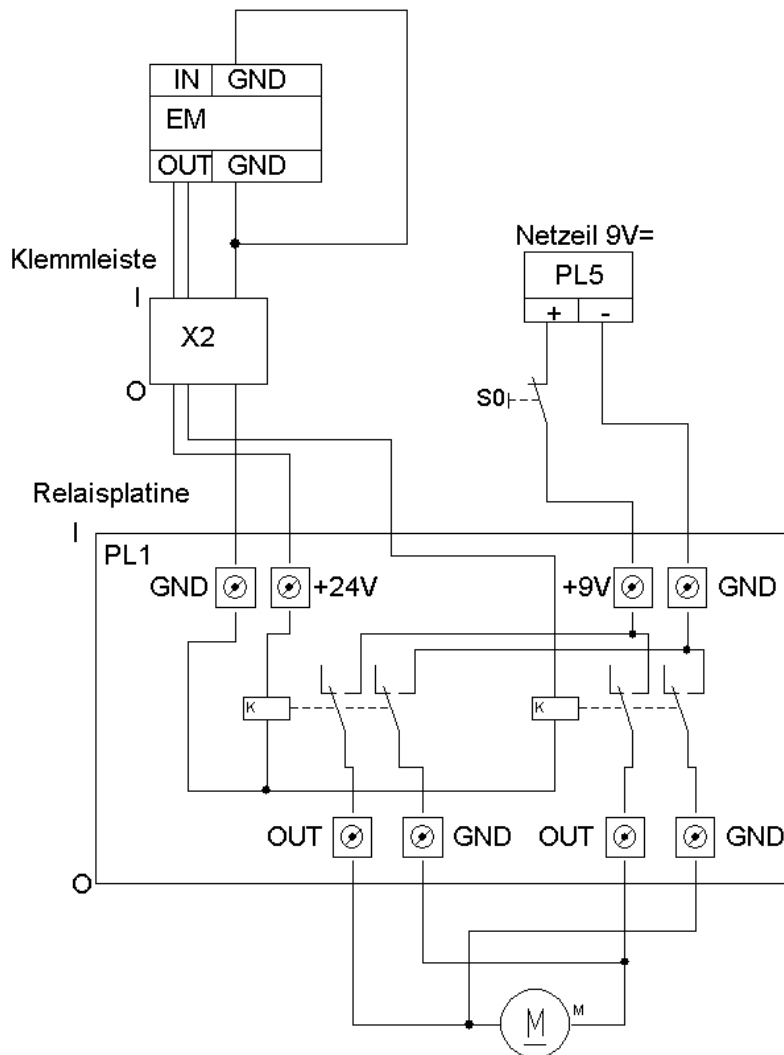 IN GND
EM
OUT GND
Klemmleiste
I
X2
O
Netzeil 9V=
PL5
+ -
S0
Relaisplatine
I
PL1
GND +24V +9V GND
K K
OUT GND OUT GND
O
M M